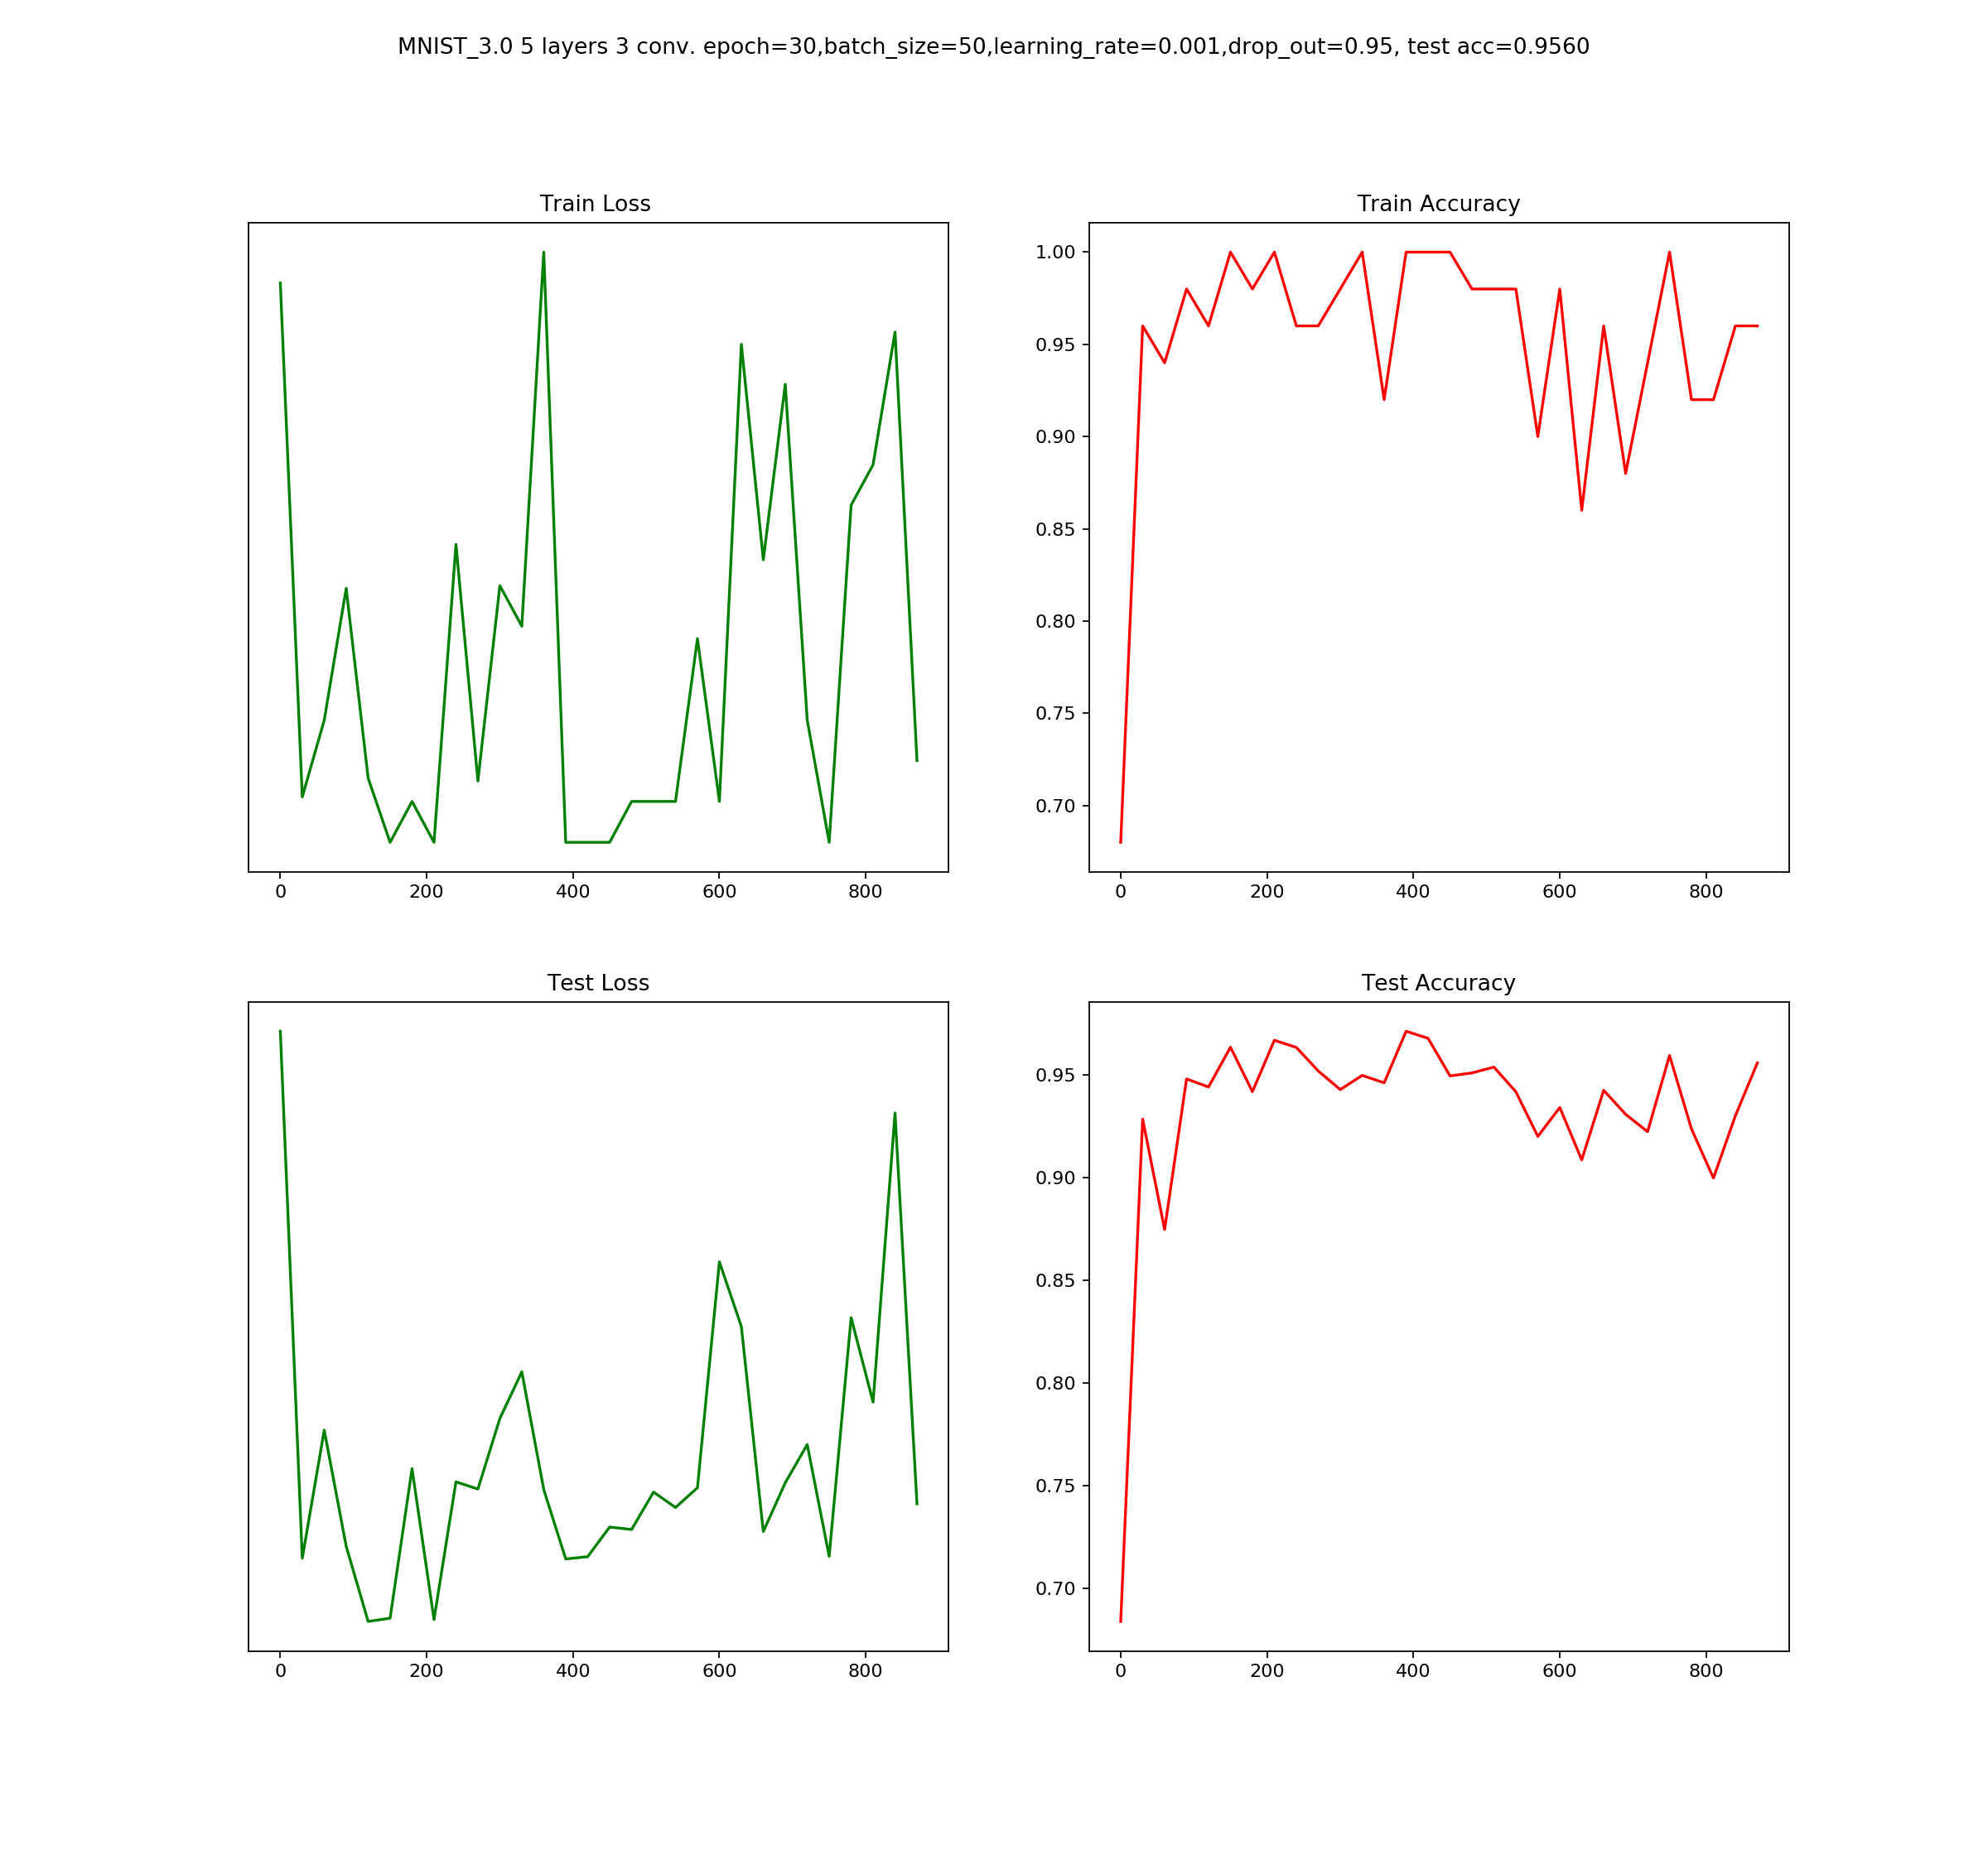 MNIST_3.0 5 layers 3 conv. epoch=30,batch_size=50,learning_rate=0.001,drop_out=0.95, test acc=0.9560
Train Loss
0 200 400 600 800
Train Accuracy
1.00
0.95
0.90
0.85
0.80
0.75
0.70
0 200 400 600 800
Test Loss
0 200 400 600 800
Test Accuracy
0.95
0.90
0.85
0.80
0.75
0.70
0 200 400 600 800